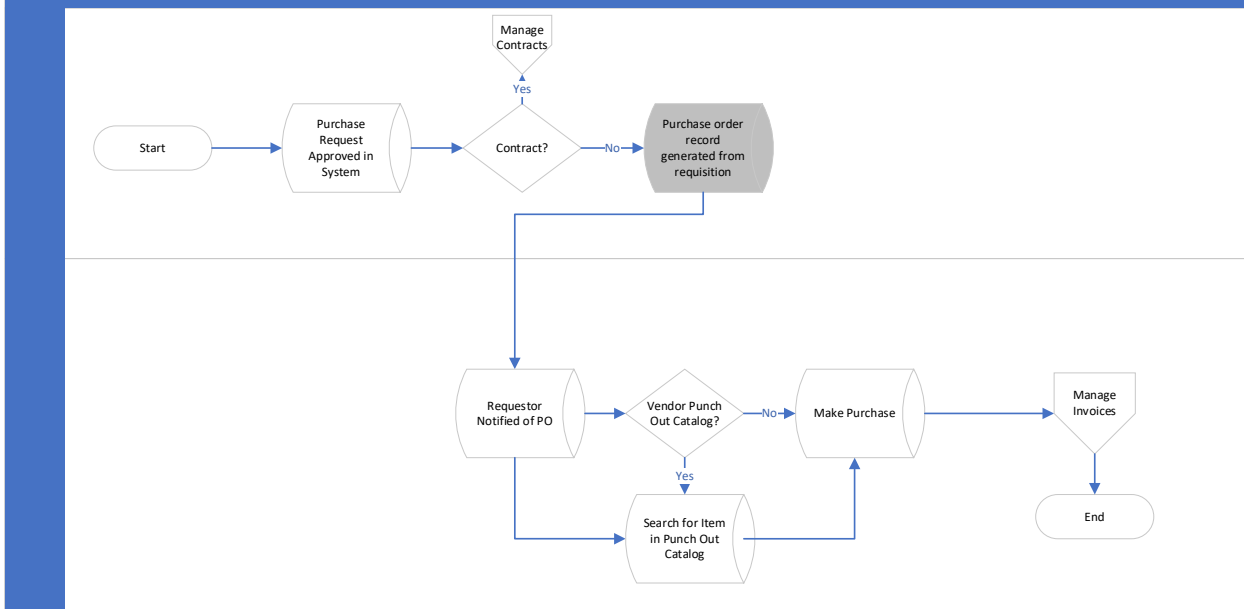 Manage
Contracts
Yes
Start
Purchase
Request
Approved in
System
Contract?
No
Purchase order
record
generated from
requisition
Requestor
Notified of PO
Vendor Punch
Out Catalog?
No
Make Purchase
Manage
Invoices
Yes
Search for Item
in Punch Out
Catalog
End